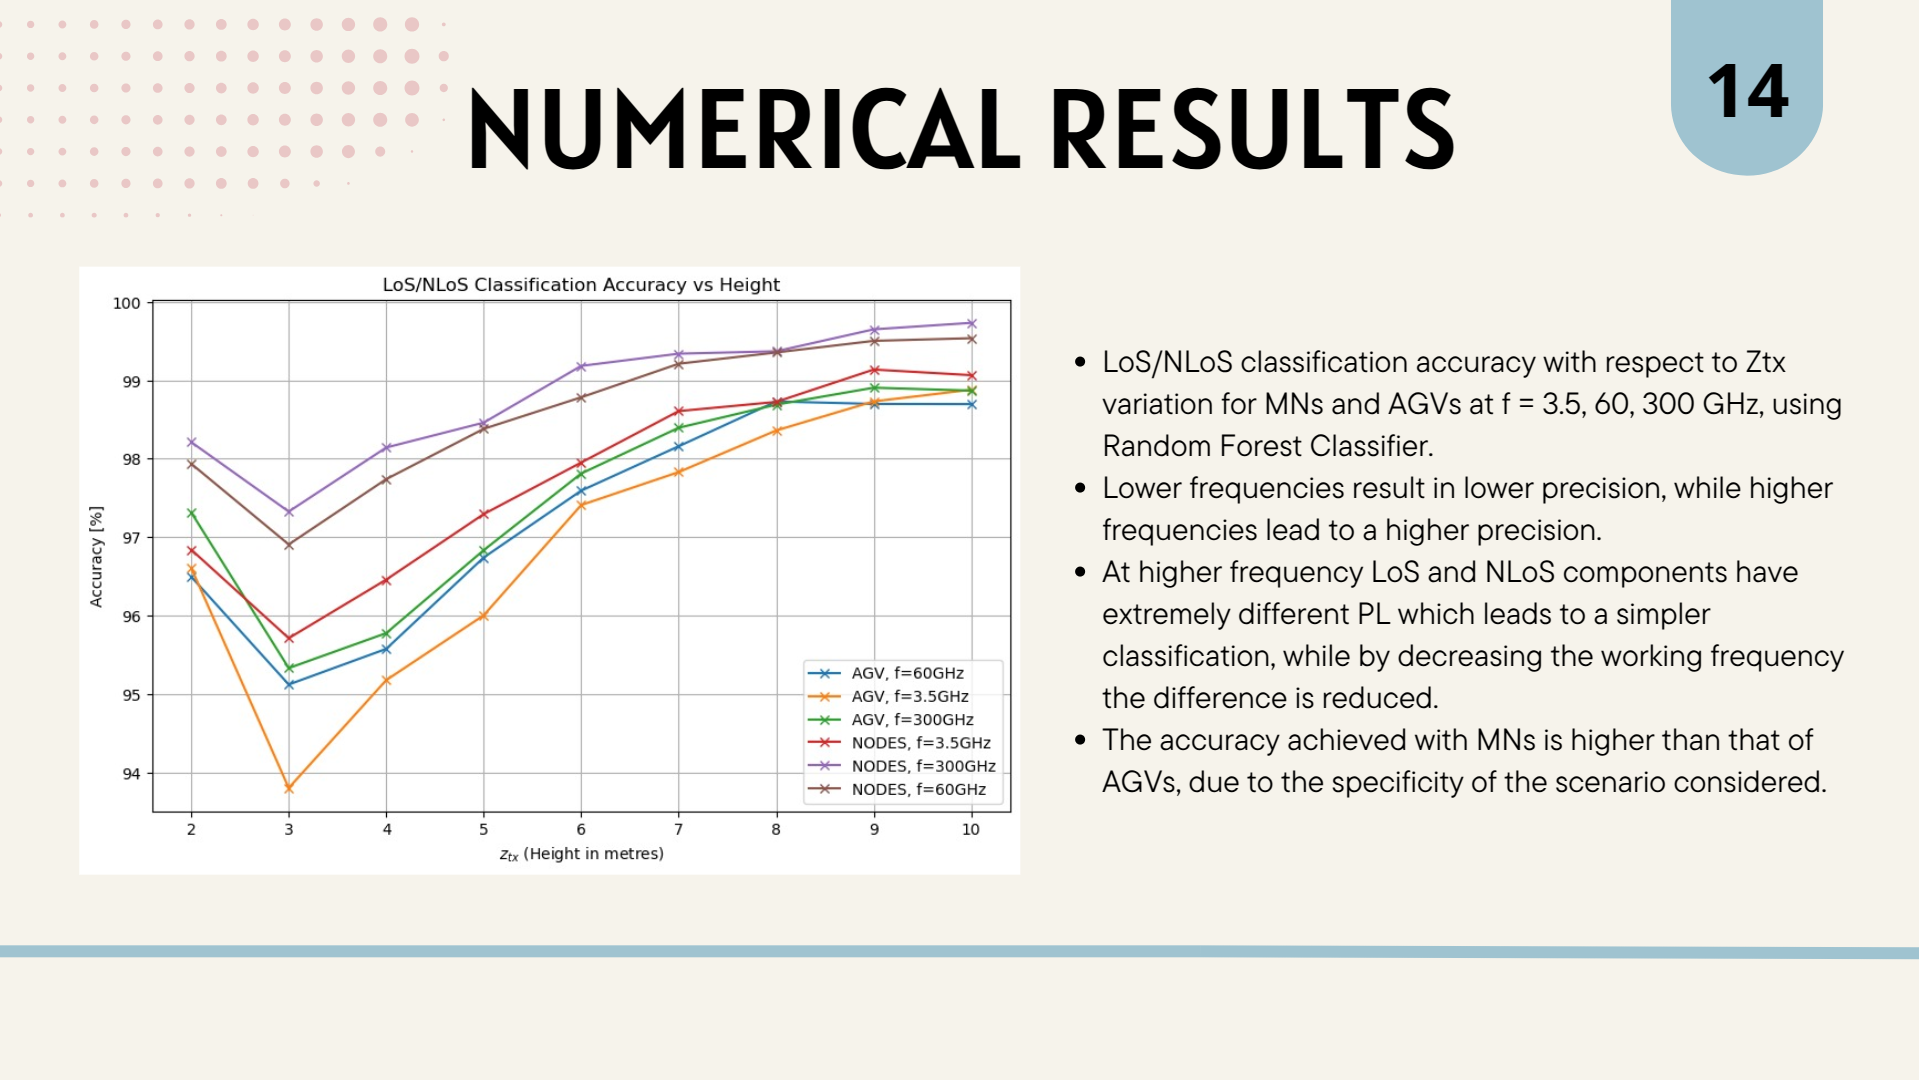 NUMERICAL RESULTS
14
LoS/NLoS Classification Accuracy vs Height
Accuracy [%]
100
99
98
97
96
95
94
2 3 4 5 6 7 8 9 10
ztx (Height in metres)
AGV, f=60GHz
AGV, f=3.5GHz
AGV, f=300GHz
NODES, f=3.5GHz
NODES, f=300GHz
NODES, f=60GHz
• LoS/NLoS classification accuracy with respect to Ztx
variation for MNs and AGVs at f = 3.5, 60, 300 GHz, using
Random Forest Classifier.
• Lower frequencies result in lower precision, while higher
frequencies lead to a higher precision.
• At higher frequency LoS and NLoS components have
extremely different PL which leads to a simpler
classification, while by decreasing the working frequency
the difference is reduced.
• The accuracy achieved with MNs is higher than that of
AGVs, due to the specificity of the scenario considered.